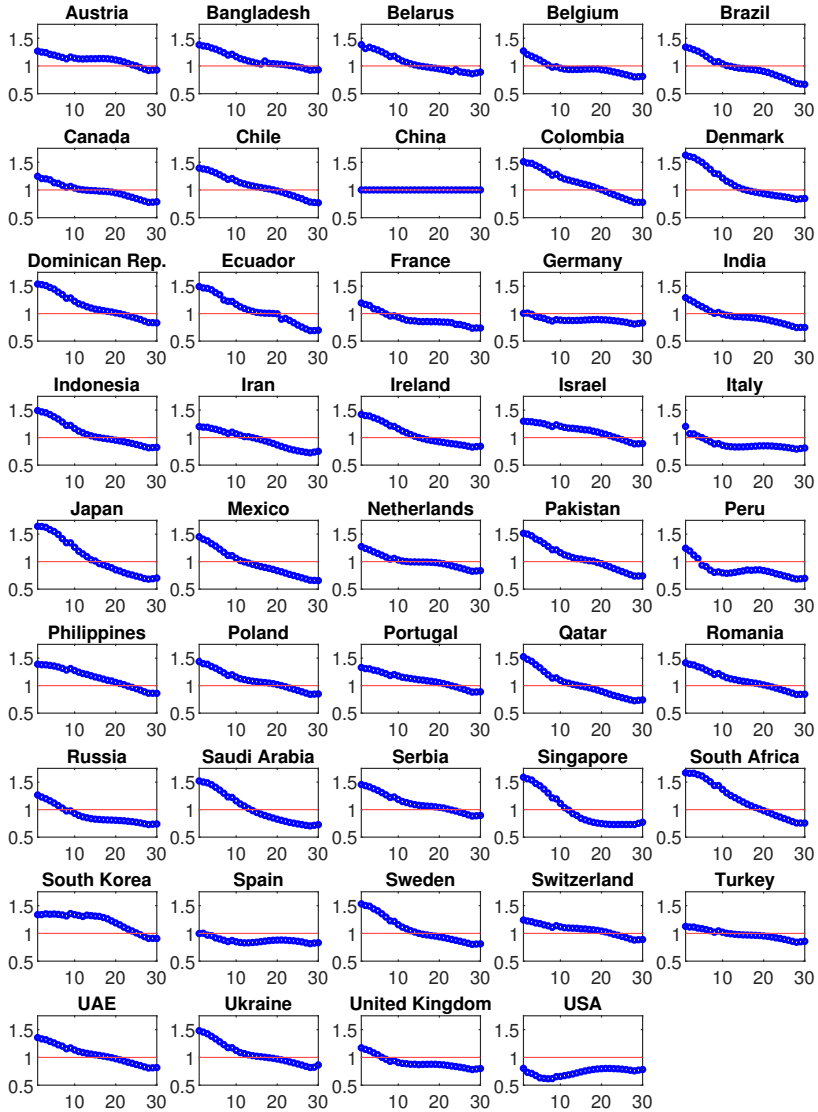 Austria Bangladesh Belarus Belgium Brazil
1.5 1.5 1.5 1.5 1.5
1 1 1 1 1
0.5 0.5 0.5 0.5 0.5
10 20 30 10 20 30 10 20 30 10 20 30 10 20 30
Canada Chile China Colombia Denmark
1.5 1.5 1.5 1.5 1.5
1 1 1 1 1
0.5 0.5 0.5 0.5 0.5
10 20 30 10 20 30 10 20 30 10 20 30 10 20 30
Dominican Rep. Ecuador France Germany India
1.5 1.5 1.5 1.5 1.5
1 1 1 1 1
0.5 0.5 0.5 0.5 0.5
10 20 30 10 20 30 10 20 30 10 20 30 10 20 30
Indonesia Iran Ireland Israel Italy
1.5 1.5 1.5 1.5 1.5
1 1 1 1 1
0.5 0.5 0.5 0.5 0.5
10 20 30 10 20 30 10 20 30 10 20 30 10 20 30
Japan Mexico Netherlands Pakistan Peru
1.5 1.5 1.5 1.5 1.5
1 1 1 1 1
0.5 0.5 0.5 0.5 0.5
10 20 30 10 20 30 10 20 30 10 20 30 10 20 30
Philippines Poland Portugal Qatar Romania
1.5 1.5 1.5 1.5 1.5
1 1 1 1 1
0.5 0.5 0.5 0.5 0.5
10 20 30 10 20 30 10 20 30 10 20 30 10 20 30
Russia Saudi Arabia Serbia Singapore South Africa
1.5 1.5 1.5 1.5 1.5
1 1 1 1 1
0.5 0.5 0.5 0.5 0.5
10 20 30 10 20 30 10 20 30 10 20 30 10 20 30
South Korea Spain Sweden Switzerland Turkey
1.5 1.5 1.5 1.5 1.5
1 1 1 1 1
0.5 0.5 0.5 0.5 0.5
10 20 30 10 20 30 10 20 30 10 20 30 10 20 30
UAE Ukraine United Kingdom USA
1.5 1.5 1.5 1.5
1 1 1 1
0.5 0.5 0.5 0.5
10 20 30 10 20 30 10 20 30 10 20 30